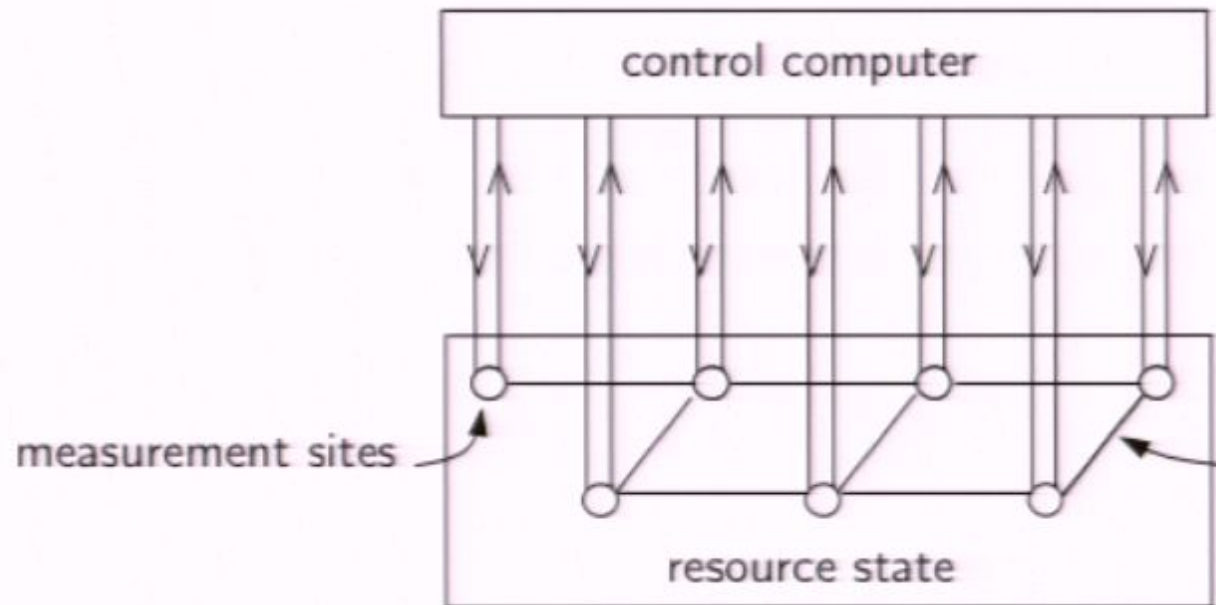 control computer
measurement sites
resource state